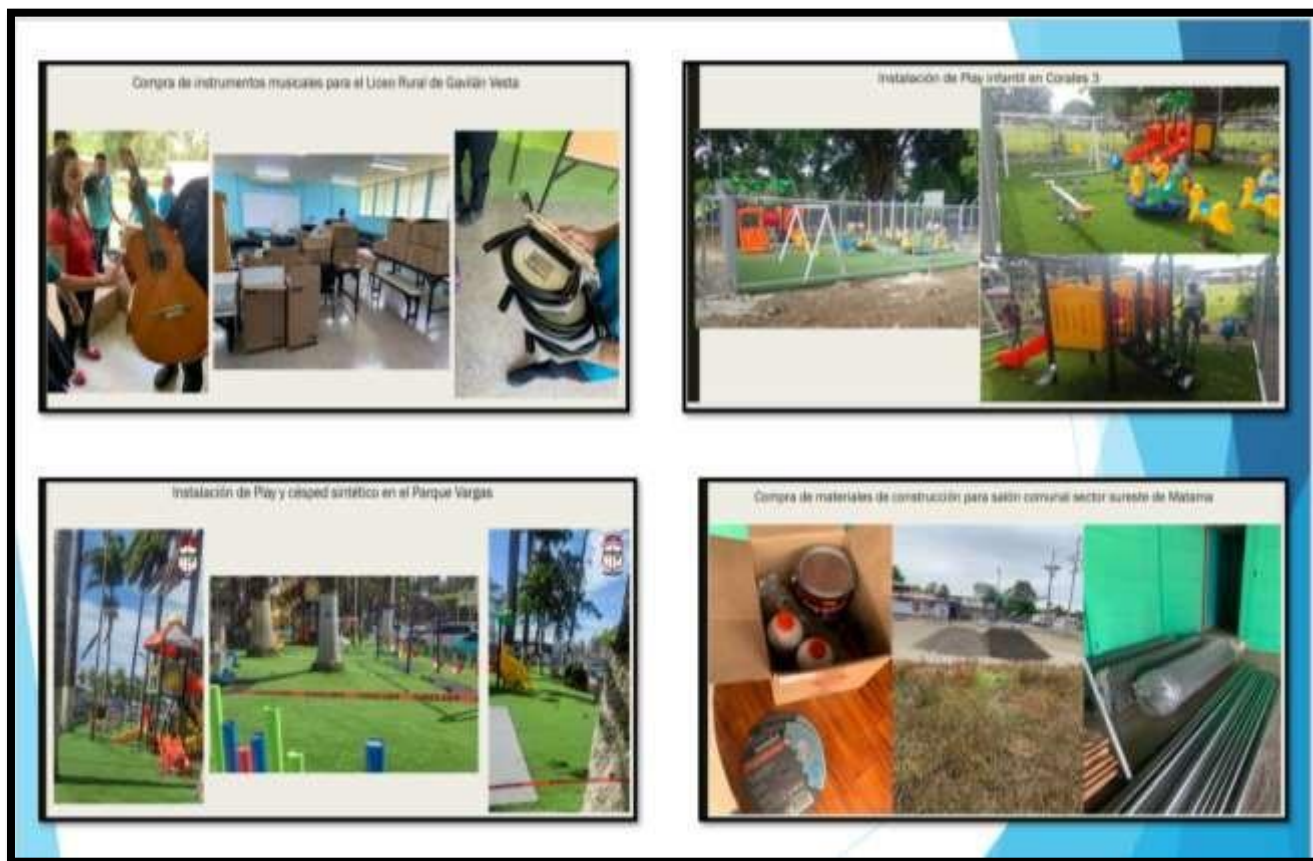 Compra de instrumentos musicales para el Liceo Rural de Gavilán Vesta
Instalación de Play infantil en Corales 3
Instalación de Play y césped sintético en el Parque Vargas
Compra de materiales de construcción para salón comunal sector sureste de Matama